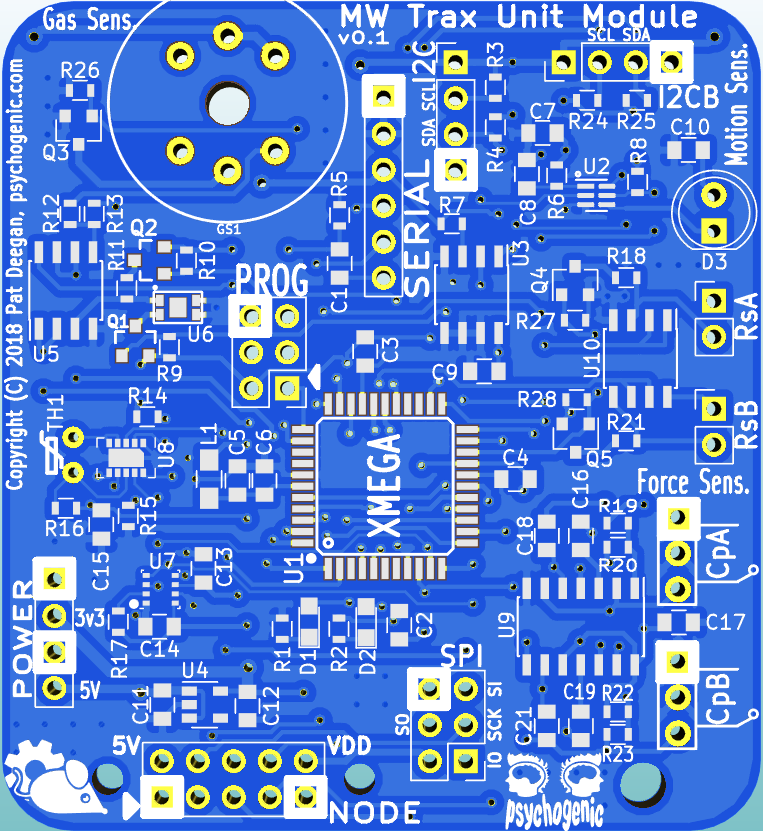 Gas Sens.
MW Trax Unit Module
v0.1
I2C
SCL SDA
R3
R26
I2CB
Q3
SDA SCL
C7
R24
R25
Motion Sens.
R4
C10
U2
R8
R5
SERIAL
C8
R6
R12
R13
R7
GS1
Q2
R11
R10
U3
D3
PROG
C1
Q4
R18
RsA
Q1
U6
R27
U5
R9
C3
U10
C9
Copyright (C) 2018 Pat Deegan, psychogenic.com
R14
R28
TH1
L1
C5
C6
XMEGA
R21
RsB
U8
Q5
C4
C16
Force Sens.
R16
R15
R19
C15
C18
CpA
U7
C13
U1
R20
POWER
3v3
R17
C14
R1
D1
R2
D2
C2
U9
C17
SPI
U4
5V
C11
C12
SO
SCK SI
C19
R22
CpB
C21
5V
VDD
IO
R23
NODE
psychogenic